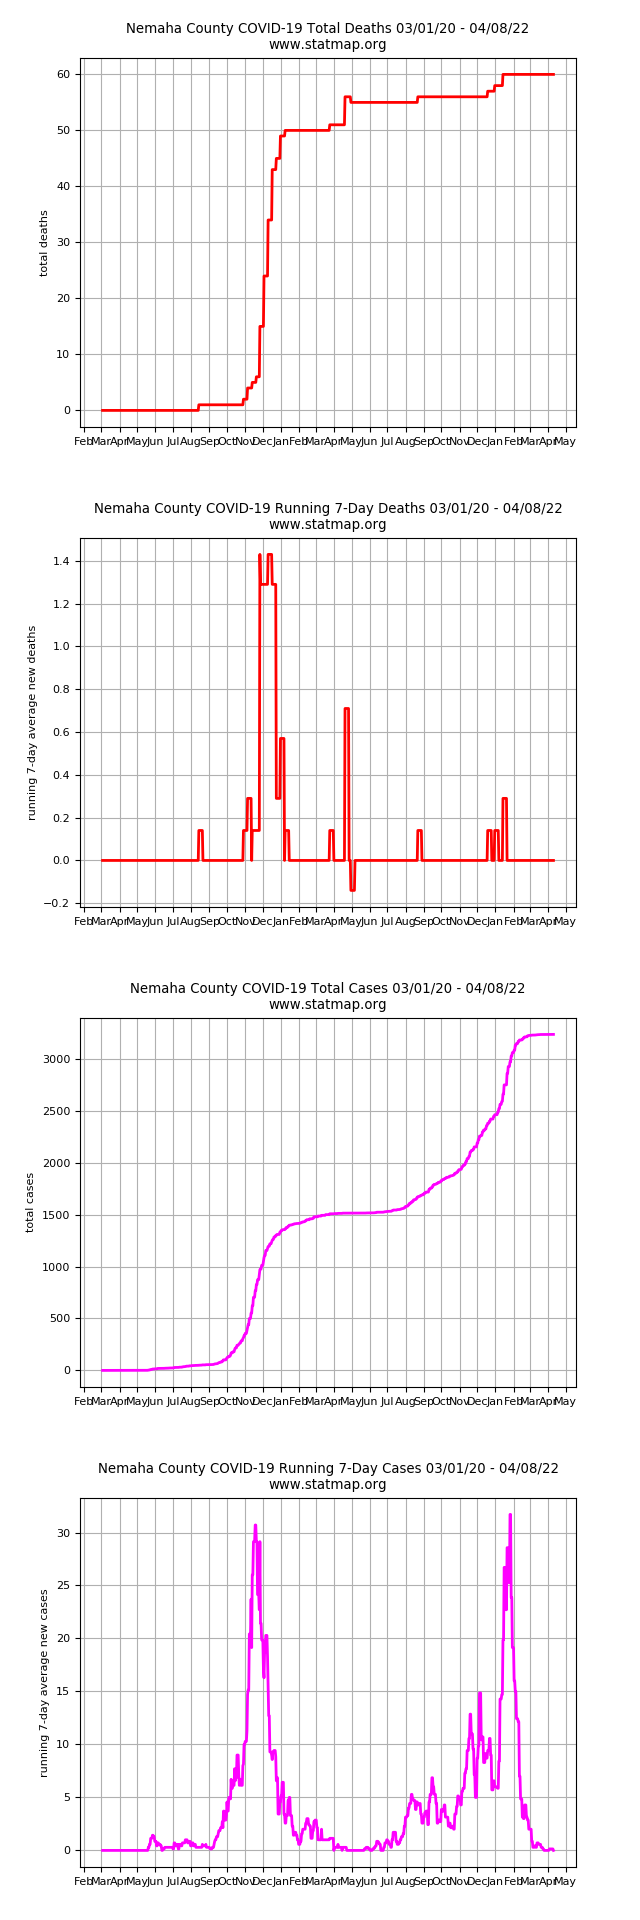 Nemaha County COVID-19 Total Deaths 03/01/20 - 04/08/22
www.statmap.org
60
50
40
30
20
10
0
total deaths
Feb Mar Apr May Jun Jul Aug Sep Oct Nov Dec Jan Feb Mar Apr May Jun Jul Aug Sep Oct Nov Dec Jan Feb Mar Apr May
Nemaha County COVID-19 Running 7-Day Deaths 03/01/20 - 04/08/22
www.statmap.org
1.4
1.2
1.0
0.8
0.6
0.4
0.2
0.0
−0.2
running 7-day average new deaths
Feb Mar Apr May Jun Jul Aug Sep Oct Nov Dec Jan Feb Mar Apr May Jun Jul Aug Sep Oct Nov Dec Jan Feb Mar Apr May
Nemaha County COVID-19 Total Cases 03/01/20 - 04/08/22
www.statmap.org
3000
2500
2000
1500
1000
500
0
total cases
Feb Mar Apr May Jun Jul Aug Sep Oct Nov Dec Jan Feb Mar Apr May Jun Jul Aug Sep Oct Nov Dec Jan Feb Mar Apr May
Nemaha County COVID-19 Running 7-Day Cases 03/01/20 - 04/08/22
www.statmap.org
30
25
20
15
10
5
0
running 7-day average new cases
Feb Mar Apr May Jun Jul Aug Sep Oct Nov Dec Jan Feb Mar Apr May Jun Jul Aug Sep Oct Nov Dec Jan Feb Mar Apr May